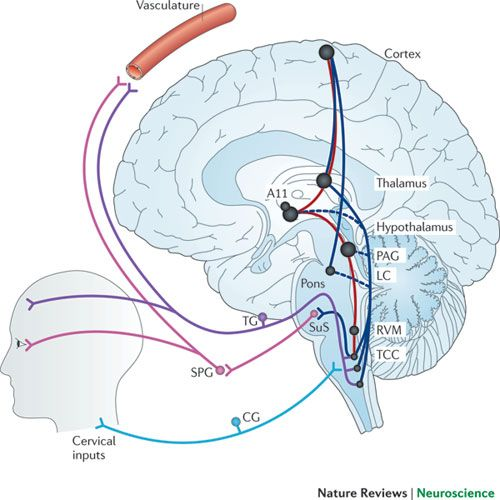 Vasculature
Cortex
Thalamus
A11
Hypothalamus
PAG
LC
Pons
TG
SuS
RVM
TCC
SPG
CG
Cervical
inputs
Nature Reviews | Neuroscience